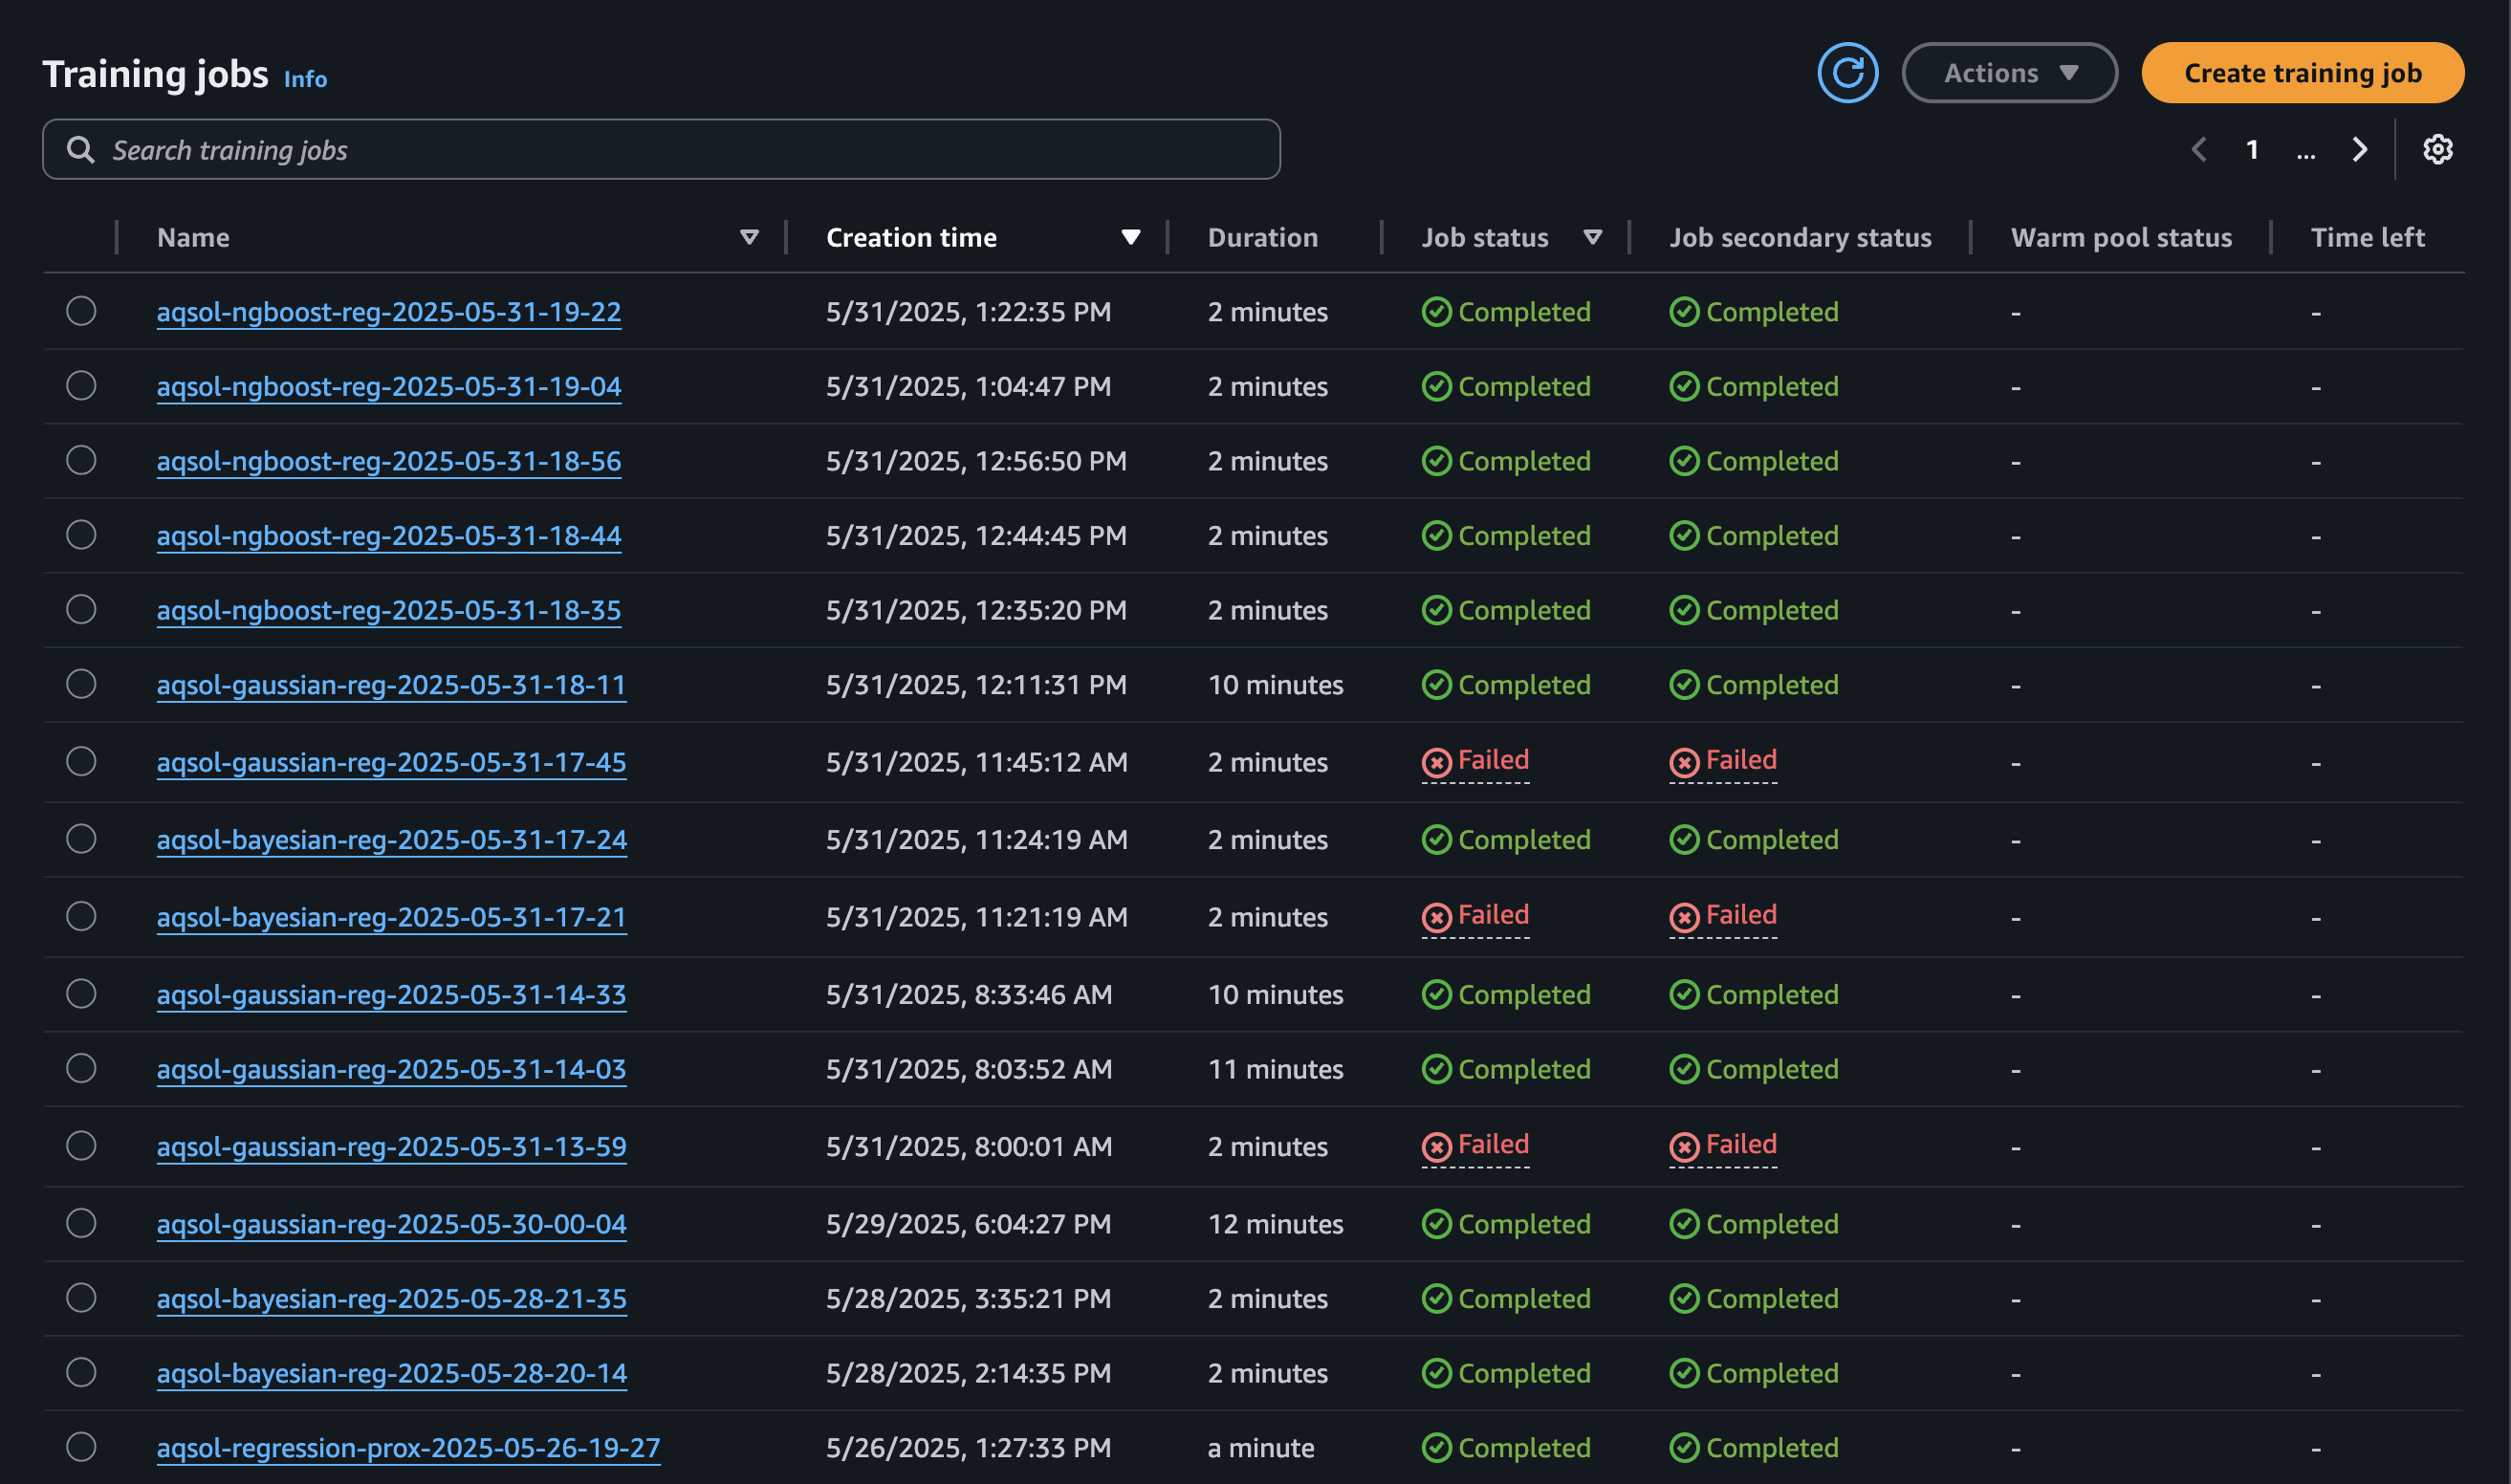 Training jobs Info Actions Create training job
Search training jobs 1 ...
Name Creation time Duration Job status Job secondary status Warm pool status Time left
aqsol-ngboost-reg-2025-05-31-19-22 5/31/2025, 1:22:35 PM 2 minutes Completed Completed - -
aqsol-ngboost-reg-2025-05-31-19-04 5/31/2025, 1:04:47 PM 2 minutes Completed Completed - -
aqsol-ngboost-reg-2025-05-31-18-56 5/31/2025, 12:56:50 PM 2 minutes Completed Completed - -
aqsol-ngboost-reg-2025-05-31-18-44 5/31/2025, 12:44:45 PM 2 minutes Completed Completed - -
aqsol-ngboost-reg-2025-05-31-18-35 5/31/2025, 12:35:20 PM 2 minutes Completed Completed - -
aqsol-gaussian-reg-2025-05-31-18-11 5/31/2025, 12:11:31 PM 10 minutes Completed Completed - -
aqsol-gaussian-reg-2025-05-31-17-45 5/31/2025, 11:45:12 AM 2 minutes Failed Failed - -
aqsol-bayesian-reg-2025-05-31-17-24 5/31/2025, 11:24:19 AM 2 minutes Completed Completed - -
aqsol-bayesian-reg-2025-05-31-17-21 5/31/2025, 11:21:19 AM 2 minutes Failed Failed - -
aqsol-gaussian-reg-2025-05-31-14-33 5/31/2025, 8:33:46 AM 10 minutes Completed Completed - -
aqsol-gaussian-reg-2025-05-31-14-03 5/31/2025, 8:03:52 AM 11 minutes Completed Completed - -
aqsol-gaussian-reg-2025-05-31-13-59 5/31/2025, 8:00:01 AM 2 minutes Failed Failed - -
aqsol-gaussian-reg-2025-05-30-00-04 5/29/2025, 6:04:27 PM 12 minutes Completed Completed - -
aqsol-bayesian-reg-2025-05-28-21-35 5/28/2025, 3:35:21 PM 2 minutes Completed Completed - -
aqsol-bayesian-reg-2025-05-28-20-14 5/28/2025, 2:14:35 PM 2 minutes Completed Completed - -
aqsol-regression-prox-2025-05-26-19-27 5/26/2025, 1:27:33 PM a minute Completed Completed - -